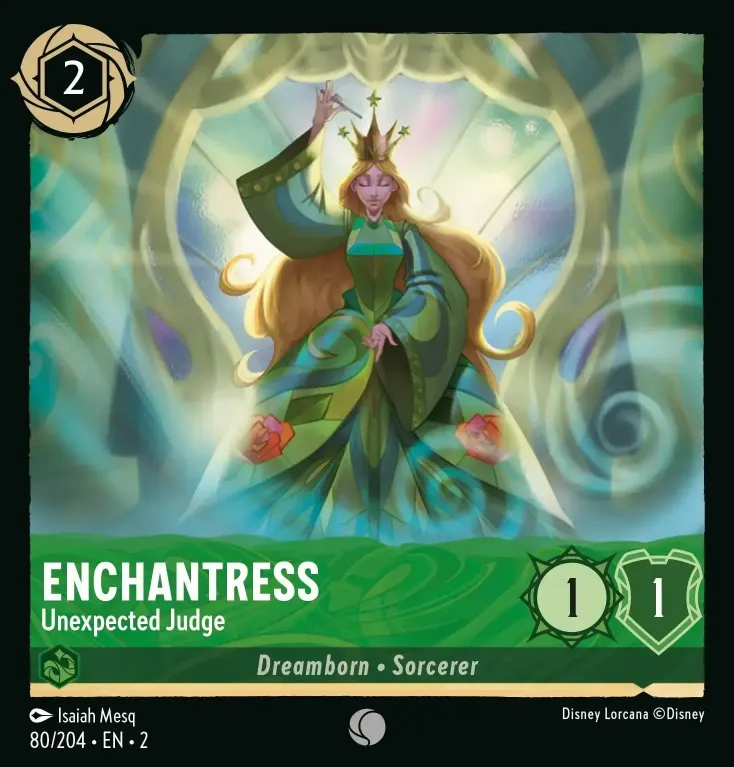 2
ENCHANTRESS
Unexpected Judge
1 1
Dreamborn • Sorcerer
Isaiah Mesq
80/204 • EN • 2
Disney Lorcana ©Disney